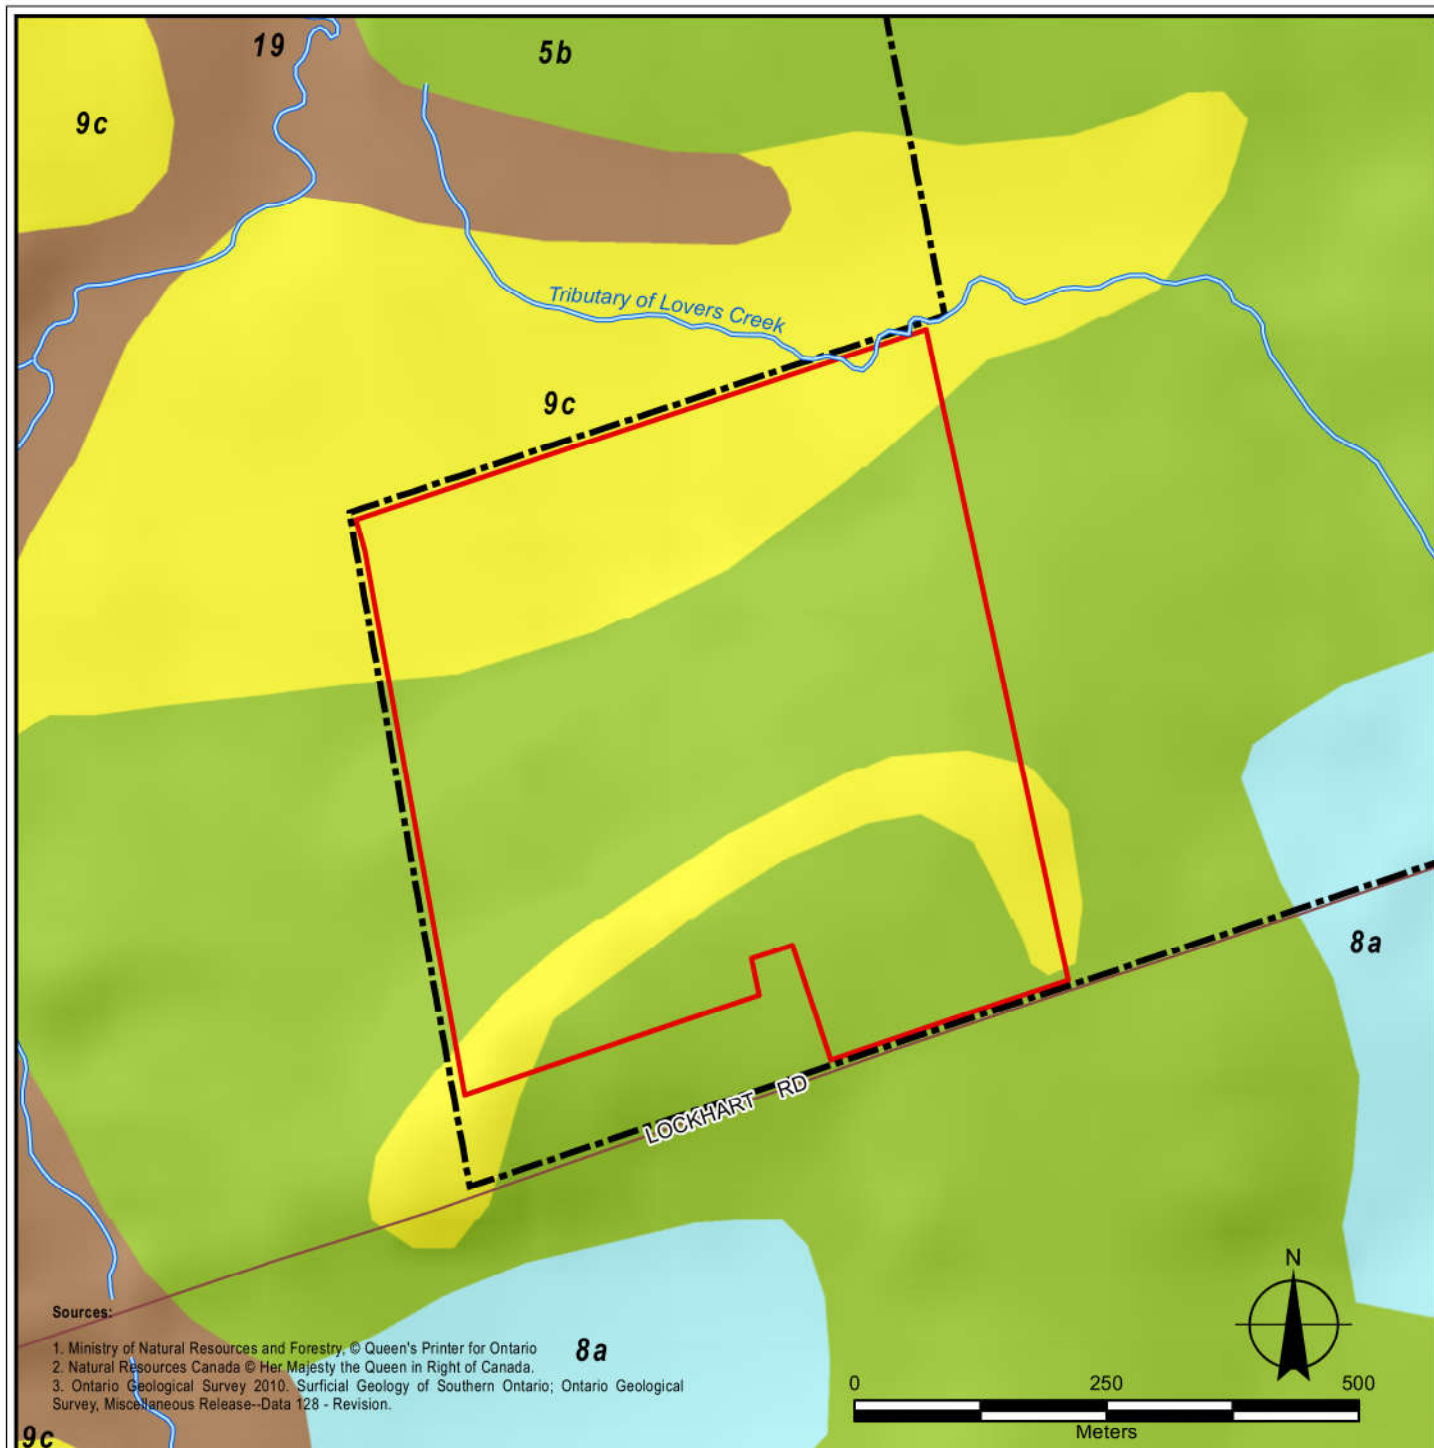 19
5b
9c
Tributary of Lovers Creek
9c
8a
LOCKHART RD
N
Sources:
1. Ministry of Natural Resources and Forestry, © Queen's Printer for Ontario
2. Natural Resources Canada © Her Majesty the Queen in Right of Canada.
3. Ontario Geological Survey 2010. Surficial Geology of Southern Ontario; Ontario Geological
Survey, Miscellaneous Release--Data 128 - Revision.
8a
0 250 500
Meters
9c